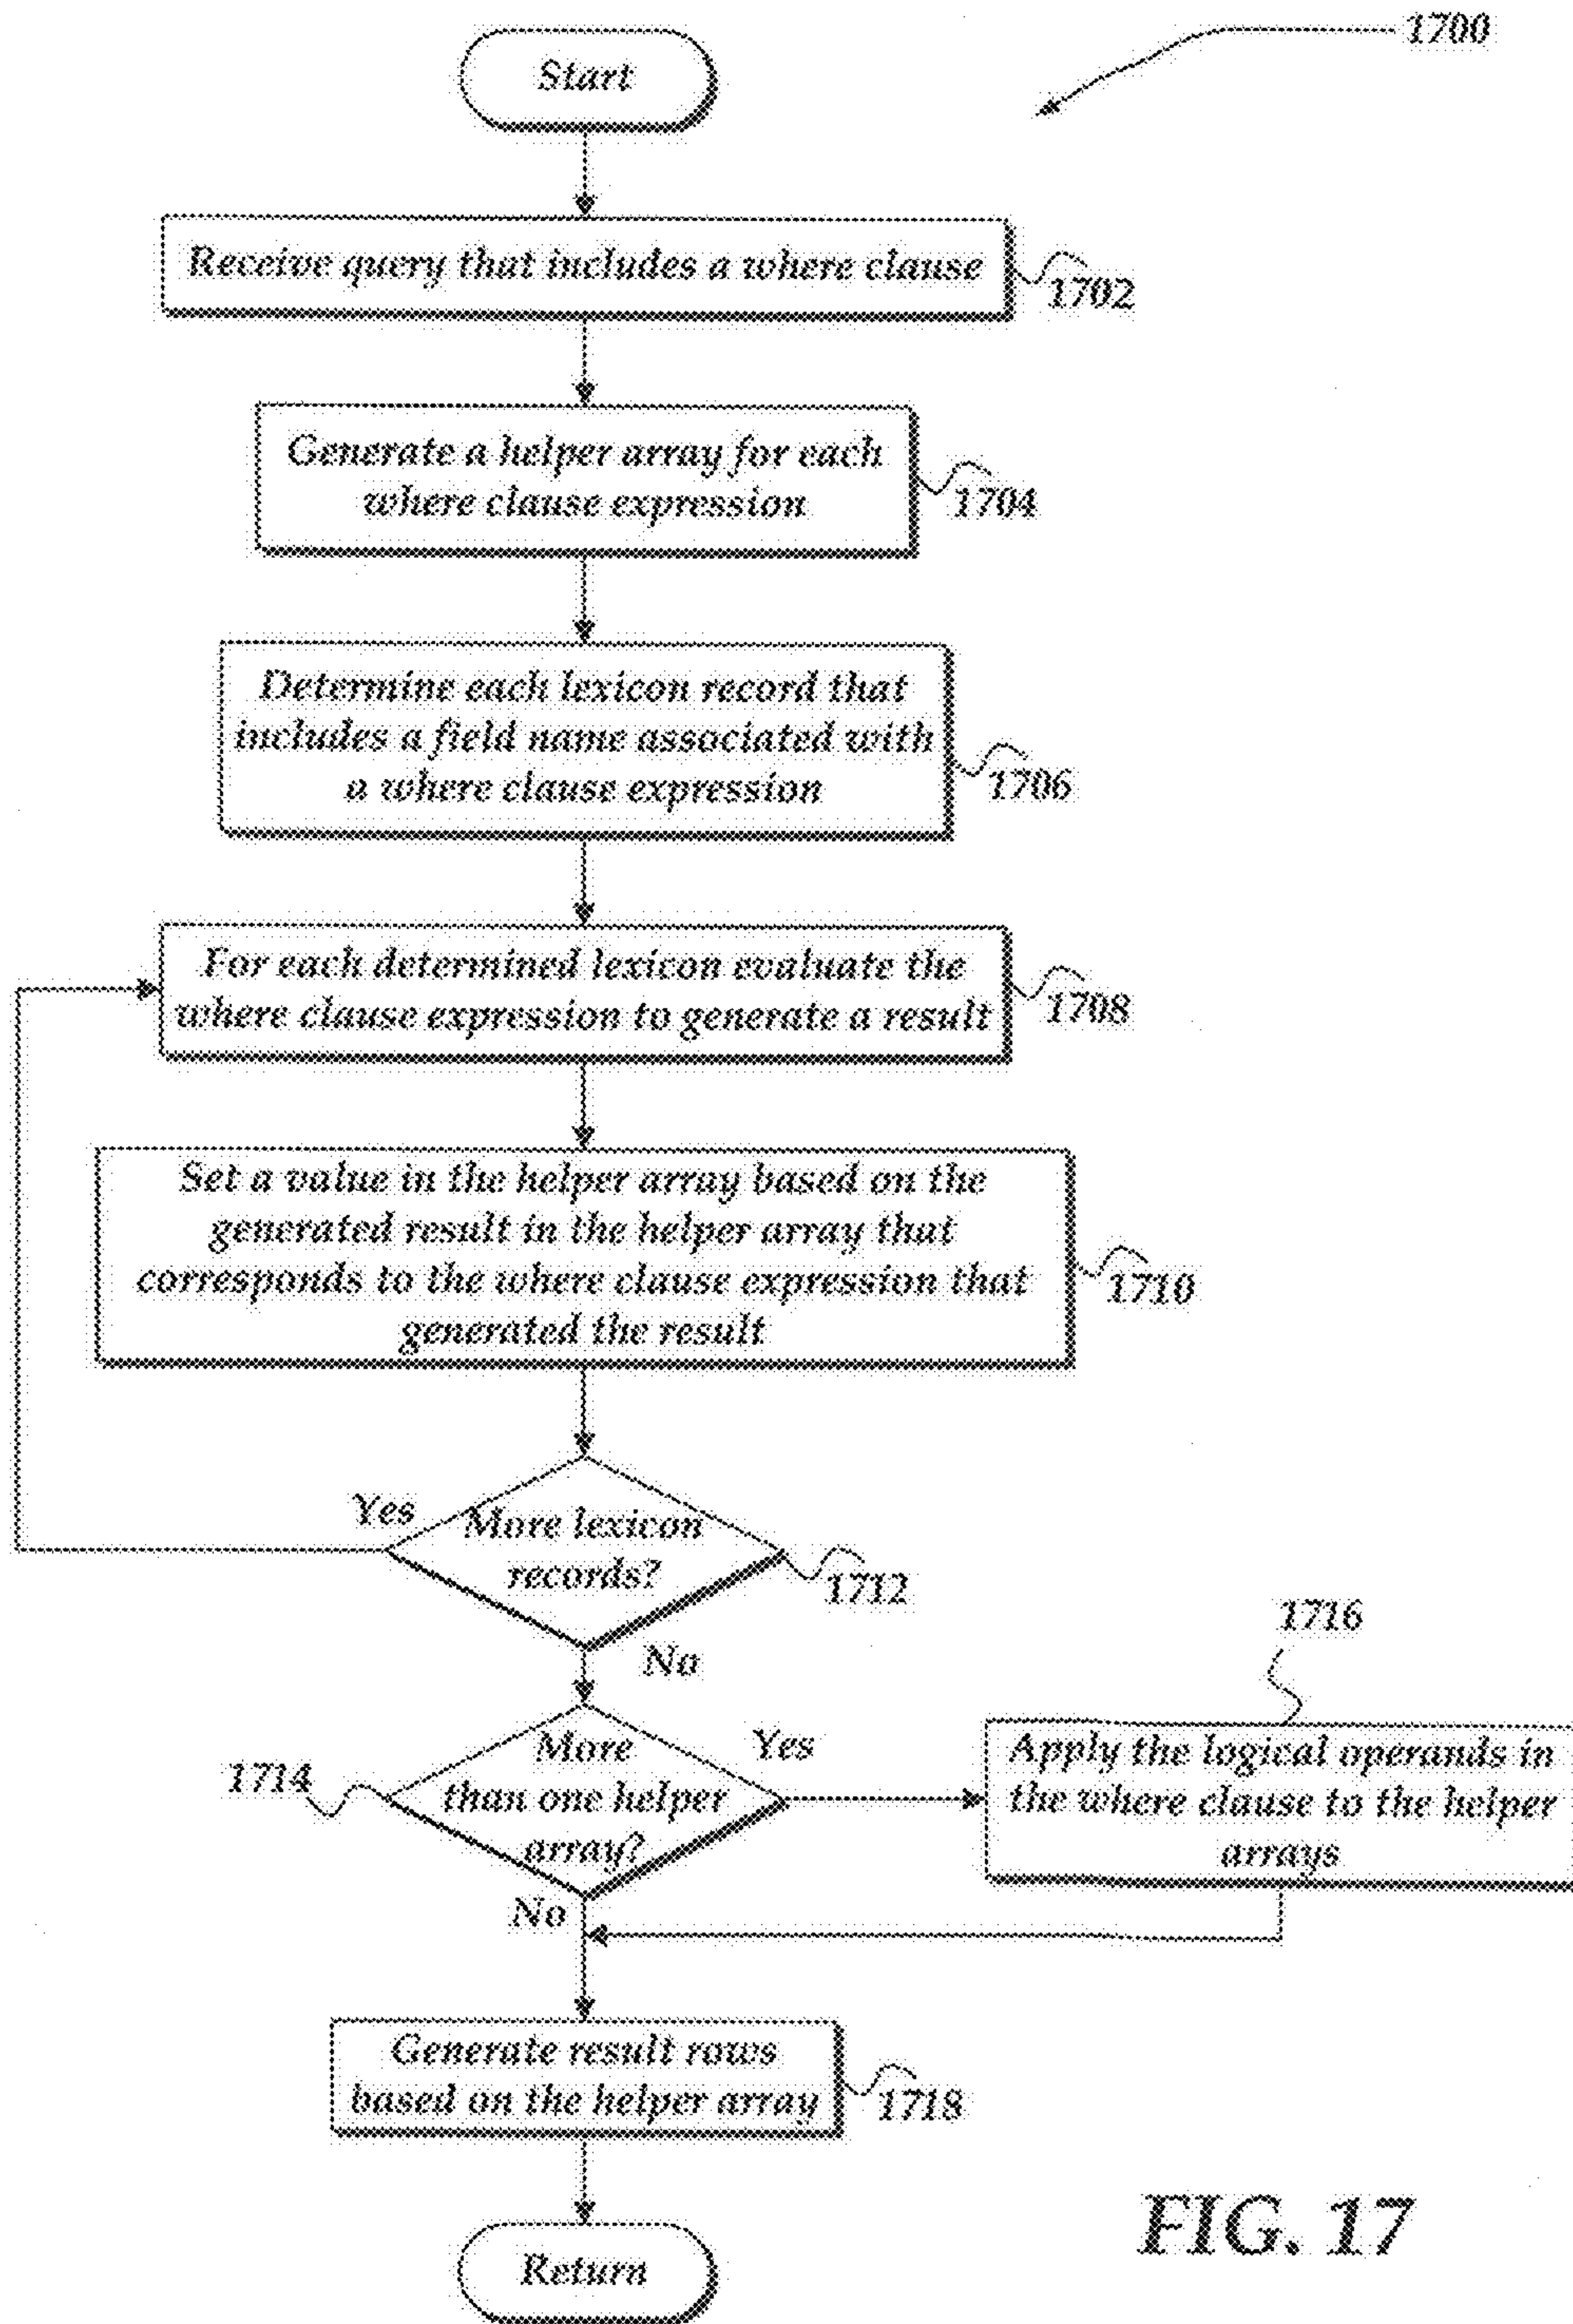 1700
Start
Receive query that includes a where clause
1702
Generate a helper array for each
where clause expression
1704
Determine each lexicon record that
includes a field name associated with
a where clause expression
1706
For each determined lexicon evaluate the
where clause expression to generate a result
1708
Set a value in the helper array based on the
generated result in the helper array that
corresponds to the where clause expression that
generated the result
1710
Yes
More lexicon
records?
1712
No
1716
1714
More
than one helper
array?
Yes
Apply the logical operands in
the where clause to the helper
arrays
No
Generate result rows
based on the helper array
1718
Return
FIG. 17